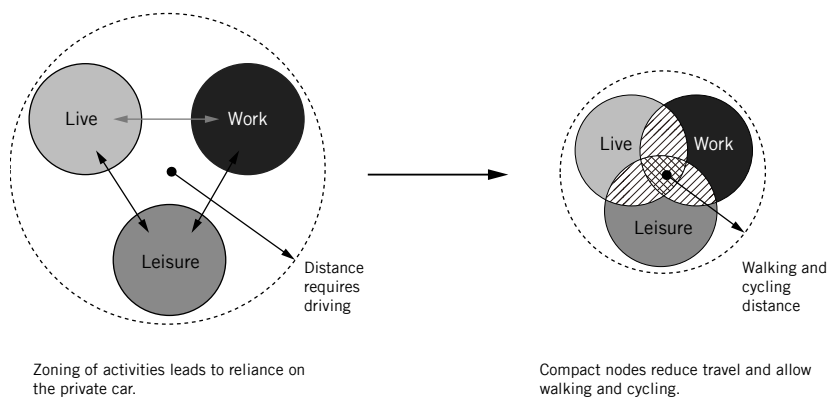 Live
Work
Leisure
Distance
requires
driving
Zoning of activities leads to reliance on
the private car.
Live
Work
Leisure
Walking and
cycling
distance
Compact nodes reduce travel and allow
walking and cycling.